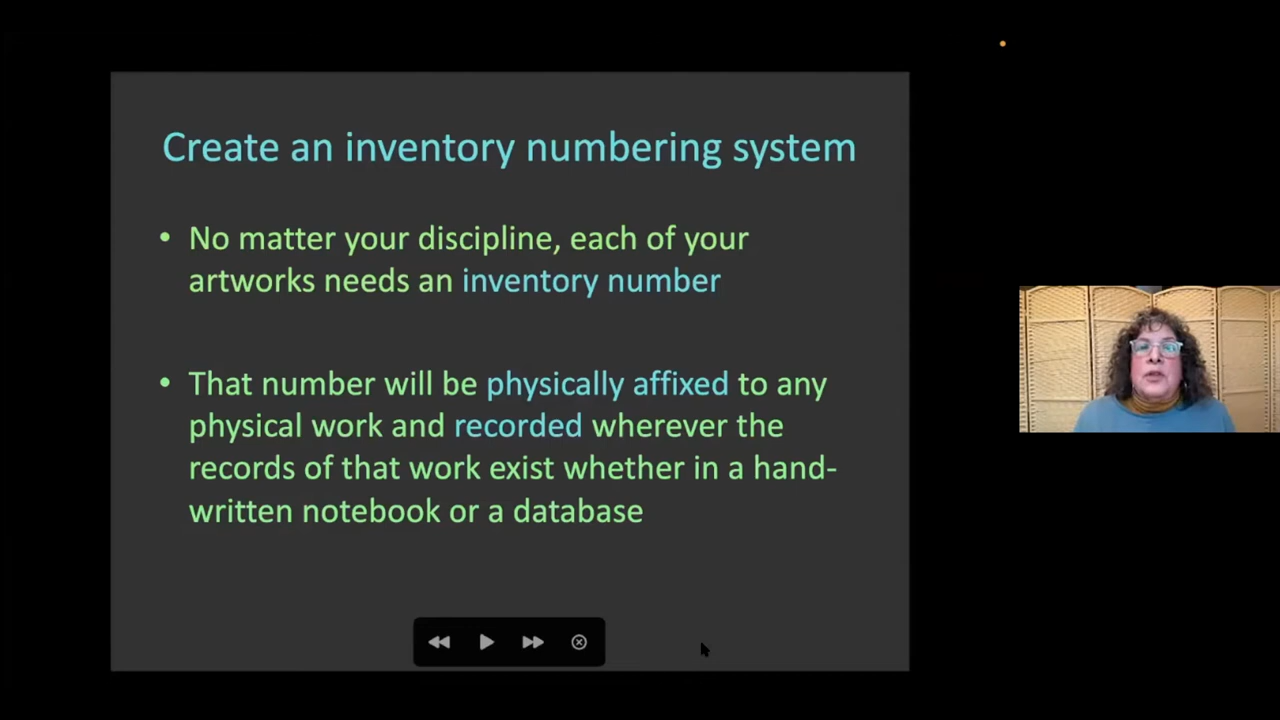 Create an inventory numbering system
• No matter your discipline, each of your
artworks needs an inventory number
• That number will be physically affixed to any
physical work and recorded wherever the
records of that work exist whether in a hand-
written notebook or a database